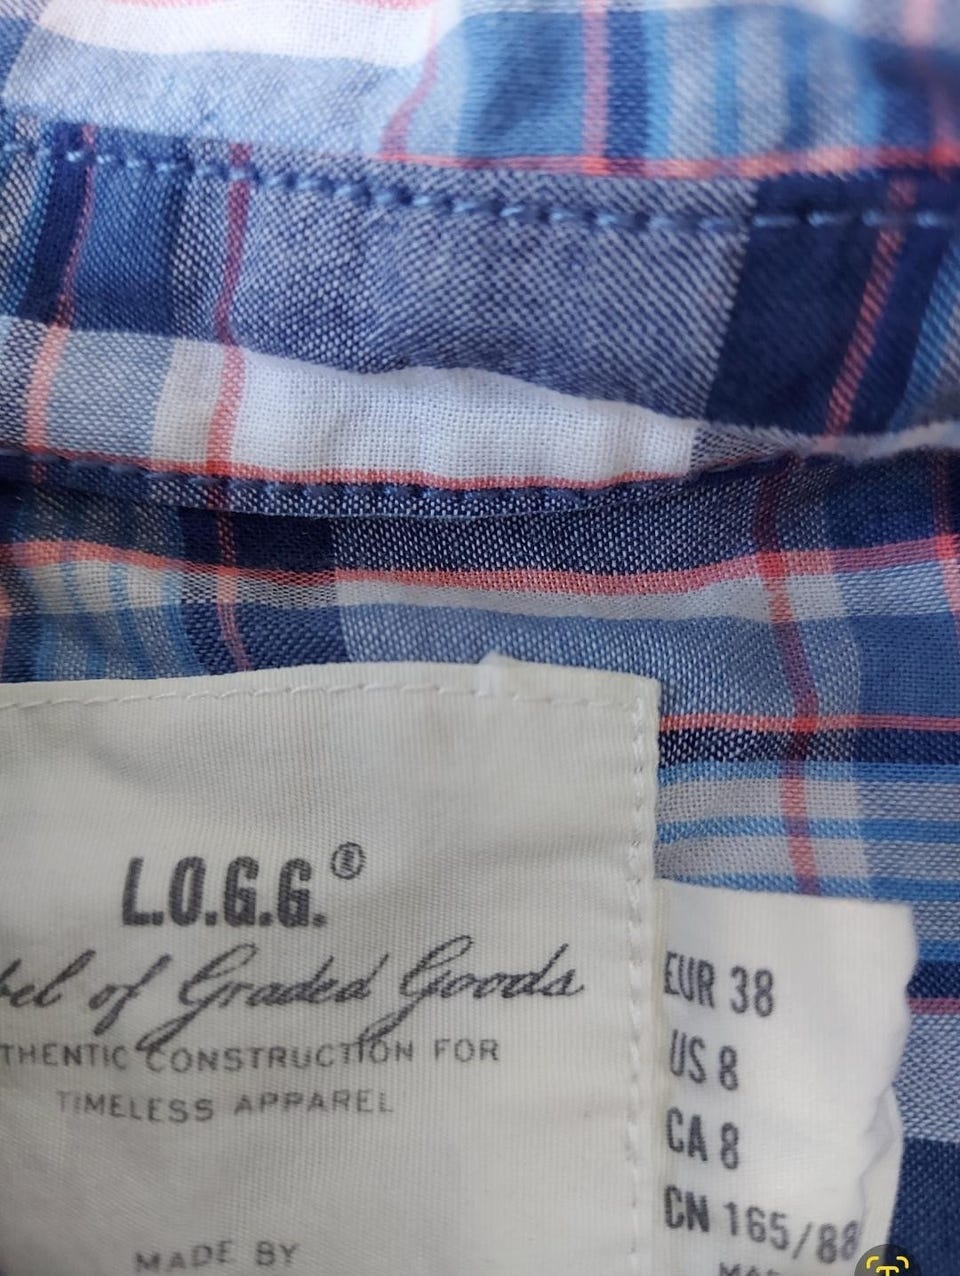 L.O.G.G.®
bel of Graded Goods
THENTIC CONSTRUCTION FOR
TIMELESS APPAREL
MADE BY
EUR 38
US 8
CA 8
CN 165/88
MA